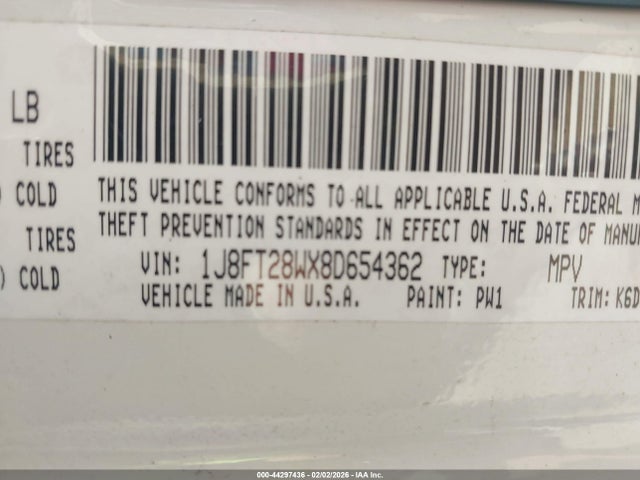 LB
TIRES
) COLD
TIRES
) COLD
THIS VEHICLE CONFORMS TO ALL APPLICABLE U.S.A. FEDERAL M
THEFT PREVENTION STANDARDS IN EFFECT ON THE DATE OF MANU
VIN: 1J8FT28WX8D654362 TYPE: MPV
VEHICLE MADE IN U.S.A. PAINT: PW1 TRIM: K6D
000-44297436 - 02/02/2026 - IAA Inc.